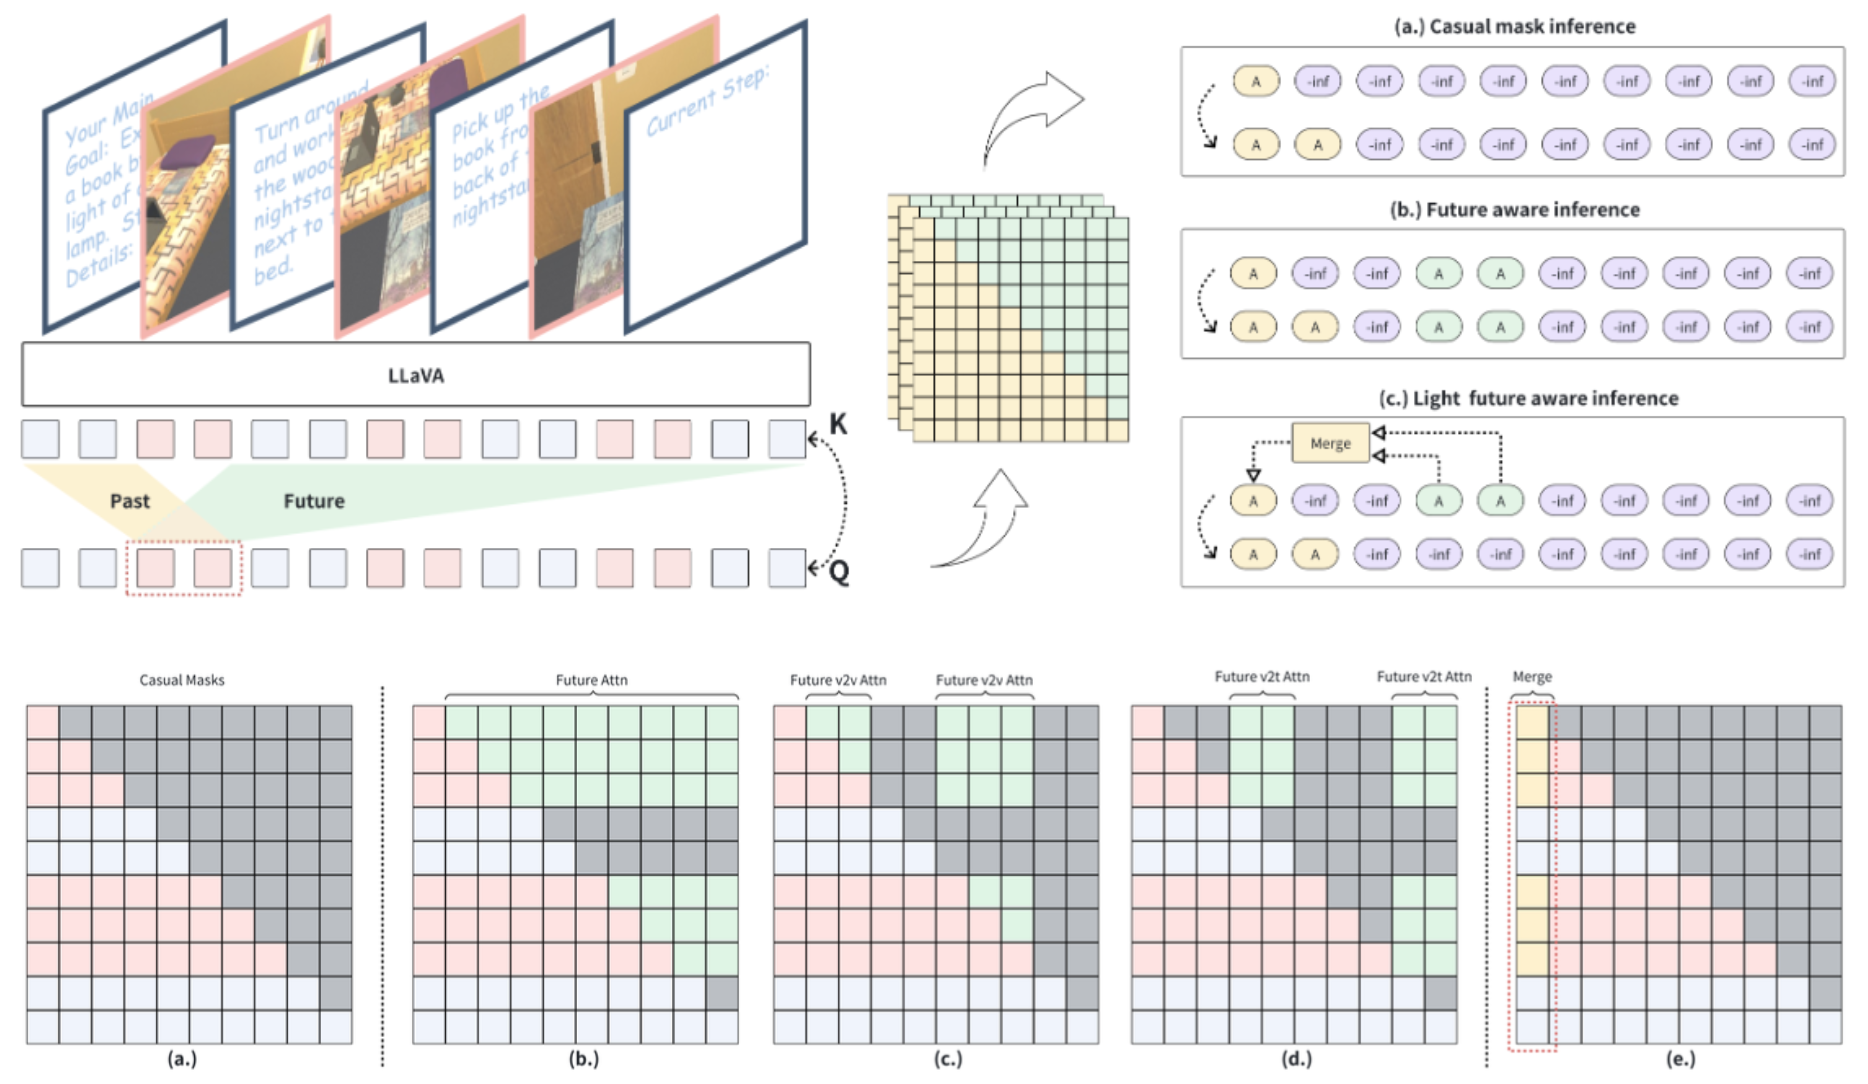 Your Main
Goal: Ex
a book b
light of
lamp. St
Details:
Turn around
and work
the wood
nightsta
next to
bed.
Pick up the
book fro
back of
nightsta
Current Step:
LLaVA
K
Past
Future
Q
(a.) Casual mask inference
A -inf -inf -inf -inf -inf -inf -inf -inf -inf
A A -inf -inf -inf -inf -inf -inf -inf -inf
(b.) Future aware inference
A -inf -inf A A -inf -inf -inf -inf -inf
A A -inf A A -inf -inf -inf -inf -inf
(c.) Light future aware inference
Merge
A -inf -inf A A -inf -inf -inf -inf -inf
A A -inf -inf -inf -inf -inf -inf -inf -inf
Casual Masks
Future Attn
Future v2v Attn
Future v2v Attn
Future v2t Attn
Future v2t Attn
Merge
(a.)
(b.)
(c.)
(d.)
(e.)